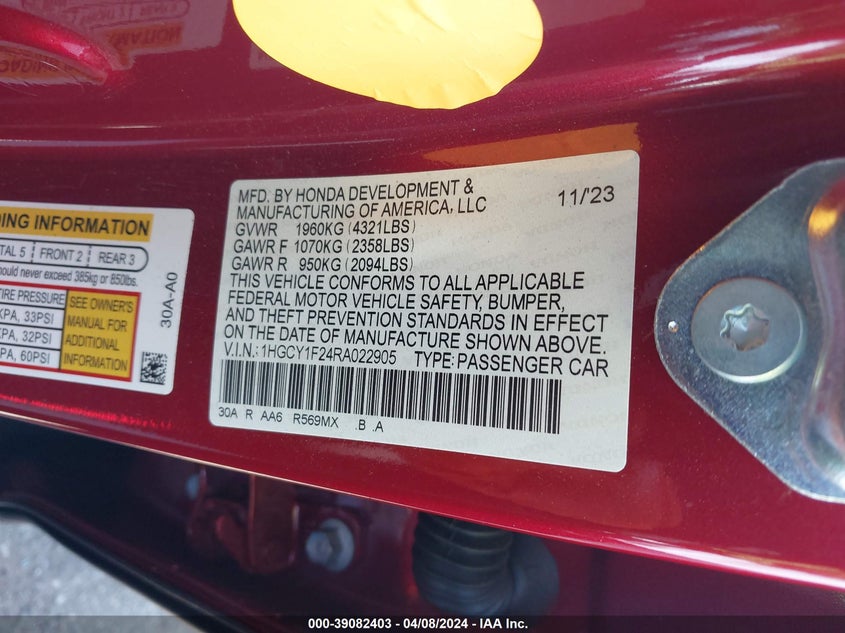 DING INFORMATION
TAL 5 FRONT 2 REAR 3
should never exceed 385kg or 850lbs.
TIRE PRESSURE
KPA, 33PSI
KPA, 32PSI
PA, 60PSI
SEE OWNER'S
MANUAL FOR
ADDITIONAL
INFORMATION
30A-A0
MFD. BY HONDA DEVELOPMENT &
MANUFACTURING OF AMERICA, LLC 11/'23
GVWR 1960KG (4321LBS)
GAWR F 1070KG (2358LBS)
GAWR R 950KG (2094LBS)
THIS VEHICLE CONFORMS TO ALL APPLICABLE
FEDERAL MOTOR VEHICLE SAFETY, BUMPER,
AND THEFT PREVENTION STANDARDS IN EFFECT
ON THE DATE OF MANUFACTURE SHOWN ABOVE.
V.I.N.: 1HGCY1F24RA022905 TYPE: PASSENGER CAR
30A R AA6 R569MX .B .A
000-39082403 - 04/08/2024 - IAA Inc.